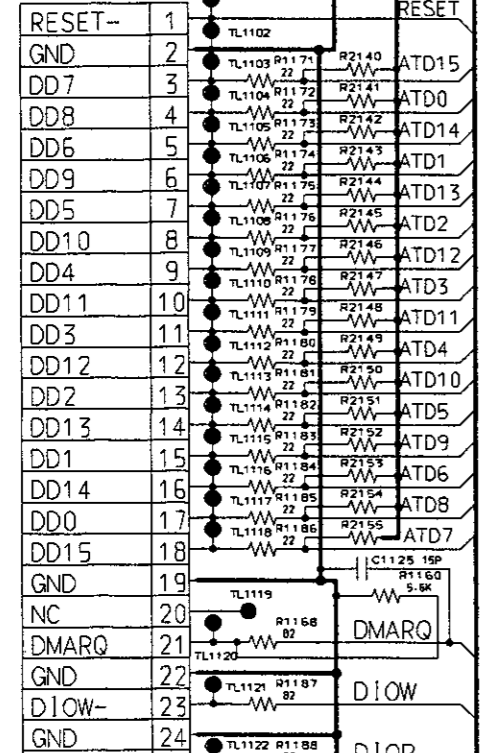 RESET- 1 RESET
TL1102
GND 2
TL1103 R1171 22 R2140 ATD15
DD7 3
TL1104 R1172 22 R2141 ATD0
DD8 4
TL1105 R1173 22 R2142 ATD14
DD6 5
TL1106 R1174 22 R2143 ATD1
DD9 6
TL1107 R1175 22 R2144 ATD13
DD5 7
TL1108 R1176 22 R2145 ATD2
DD10 8
TL1109 R1177 22 R2146 ATD12
DD4 9
TL1110 R1178 22 R2147 ATD3
DD11 10
TL1111 R1179 22 R2148 ATD11
DD3 11
TL1112 R1180 22 R2149 ATD4
DD12 12
TL1113 R1181 22 R2150 ATD10
DD2 13
TL1114 R1182 22 R2151 ATD5
DD13 14
TL1115 R1183 22 R2152 ATD9
DD1 15
TL1116 R1184 22 R2153 ATD6
DD14 16
TL1117 R1185 22 R2154 ATD8
DD0 17
TL1118 R1186 22 R2155 ATD7
DD15 18
C1125 15P
GND 19
R1160
5.6K
TL1119
NC 20
R1168 82 DMARQ
DMARQ 21
TL1120
GND 22
TL1121 R1187 82 DIOW
DIOW- 23
GND 24
TL1122 R1188 DIOR